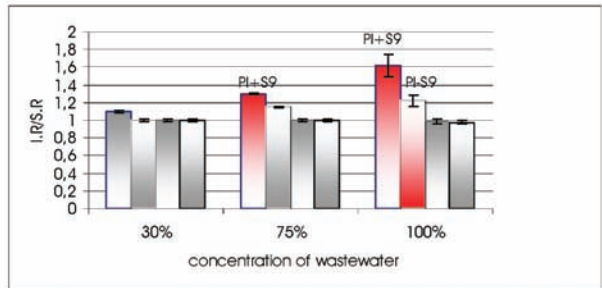 2
1,8
1,6
1,4
1,2
1
0,8
0,6
0,4
0,2
0
I.R/S.R
PI+S9
PI+S9
PI-S9
30% 75% 100%
concentration of wastewater